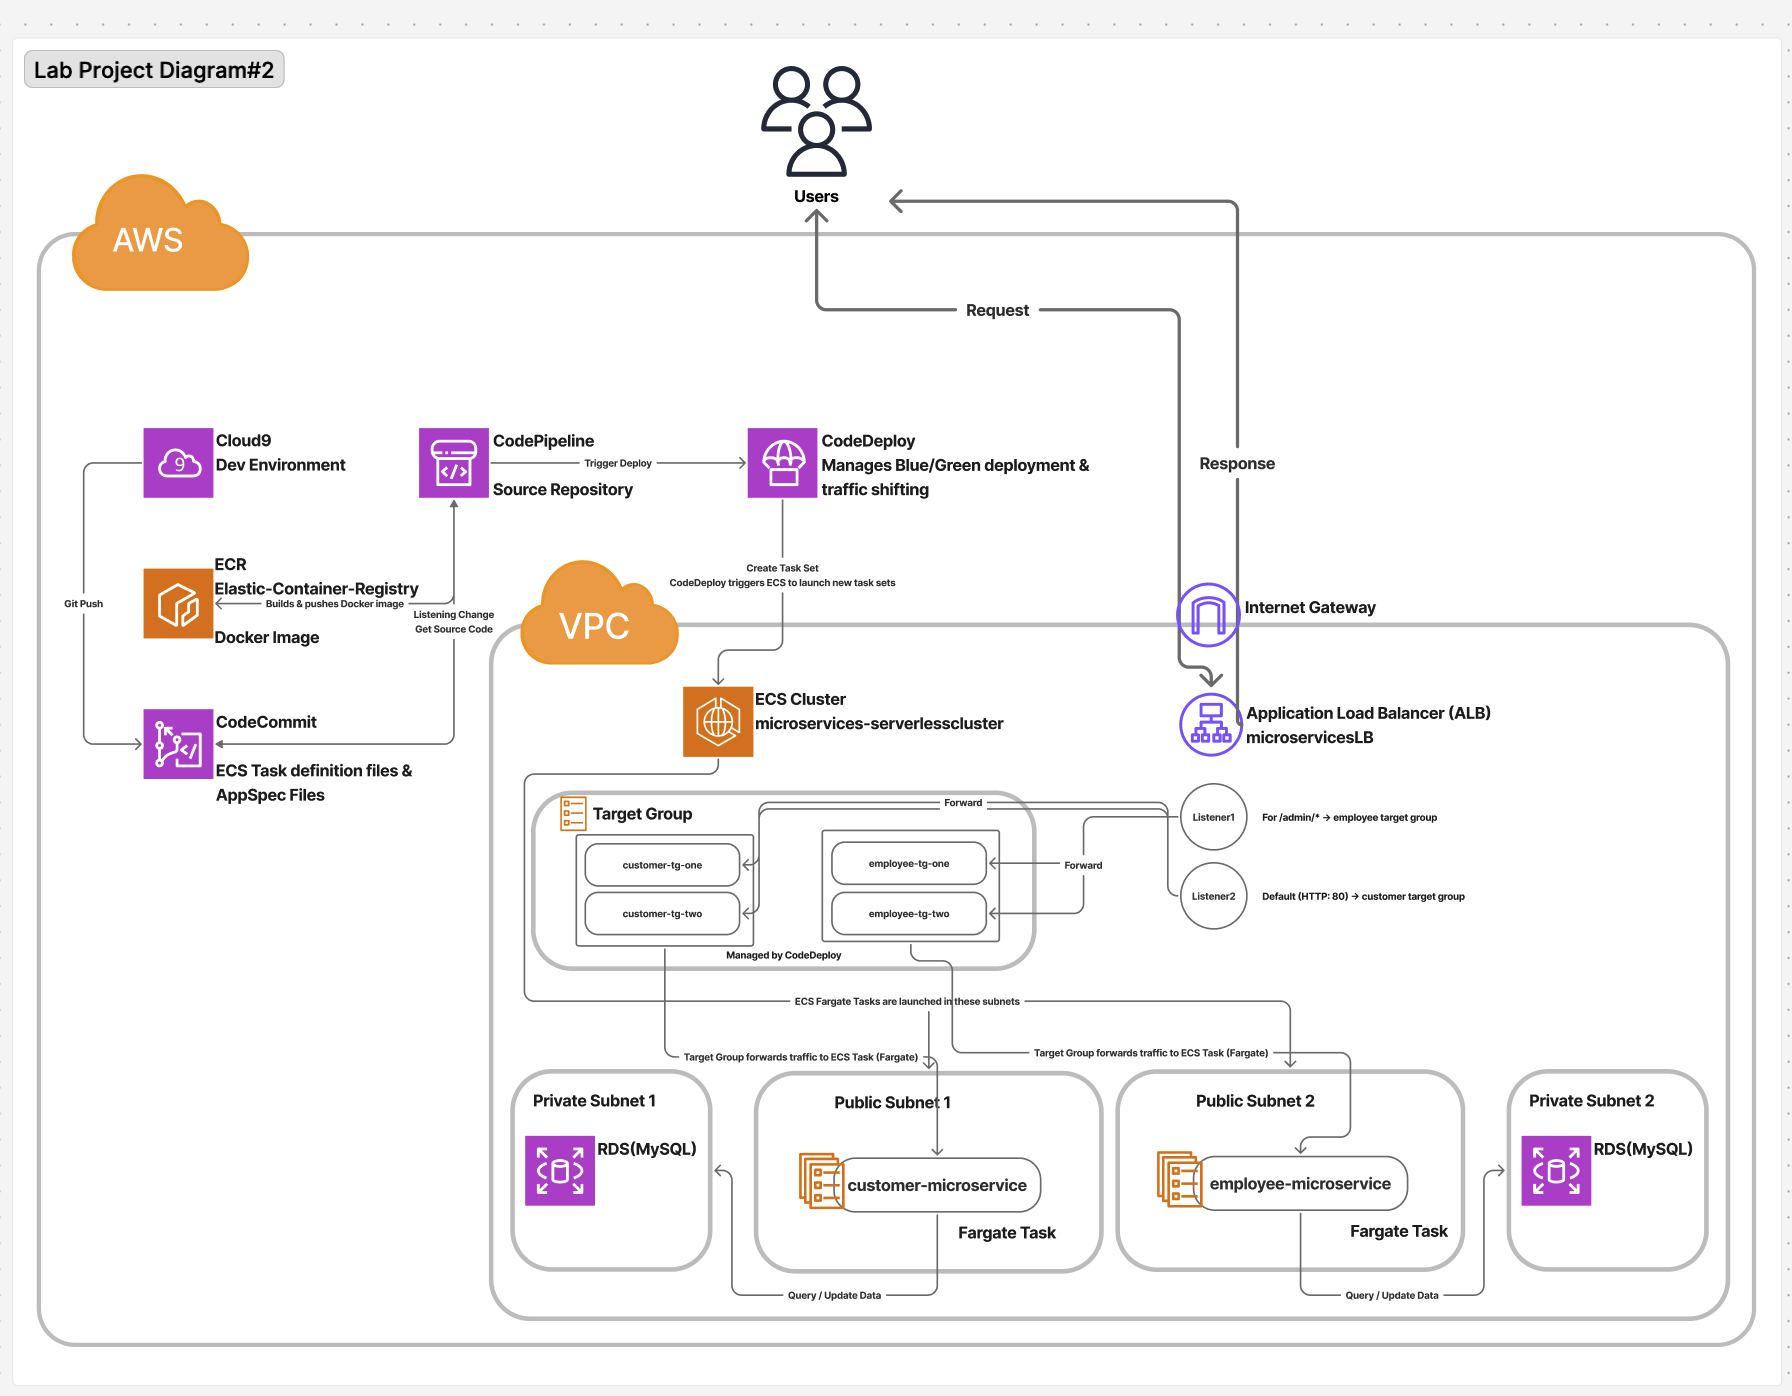 Lab Project Diagram#2
Users
AWS
Request
Response
Cloud9
Dev Environment
CodePipeline
Source Repository
Trigger Deploy
CodeDeploy
Manages Blue/Green deployment &
traffic shifting
Git Push
ECR
Elastic-Container-Registry
Builds & pushes Docker image
Docker Image
Listening Change
Get Source Code
Create Task Set
CodeDeploy triggers ECS to launch new task sets
CodeCommit
ECS Task definition files &
AppSpec Files
VPC
Internet Gateway
ECS Cluster
microservices-serverlesscluster
Application Load Balancer (ALB)
microservicesLB
Target Group
Forward
Listener1
For /admin/* → employee target group
customer-tg-one
employee-tg-one
Forward
customer-tg-two
employee-tg-two
Listener2
Default (HTTP: 80) → customer target group
Managed by CodeDeploy
ECS Fargate Tasks are launched in these subnets
Target Group forwards traffic to ECS Task (Fargate)
Target Group forwards traffic to ECS Task (Fargate)
Private Subnet 1
RDS(MySQL)
Public Subnet 1
customer-microservice
Fargate Task
Public Subnet 2
employee-microservice
Fargate Task
Private Subnet 2
RDS(MySQL)
Query / Update Data
Query / Update Data